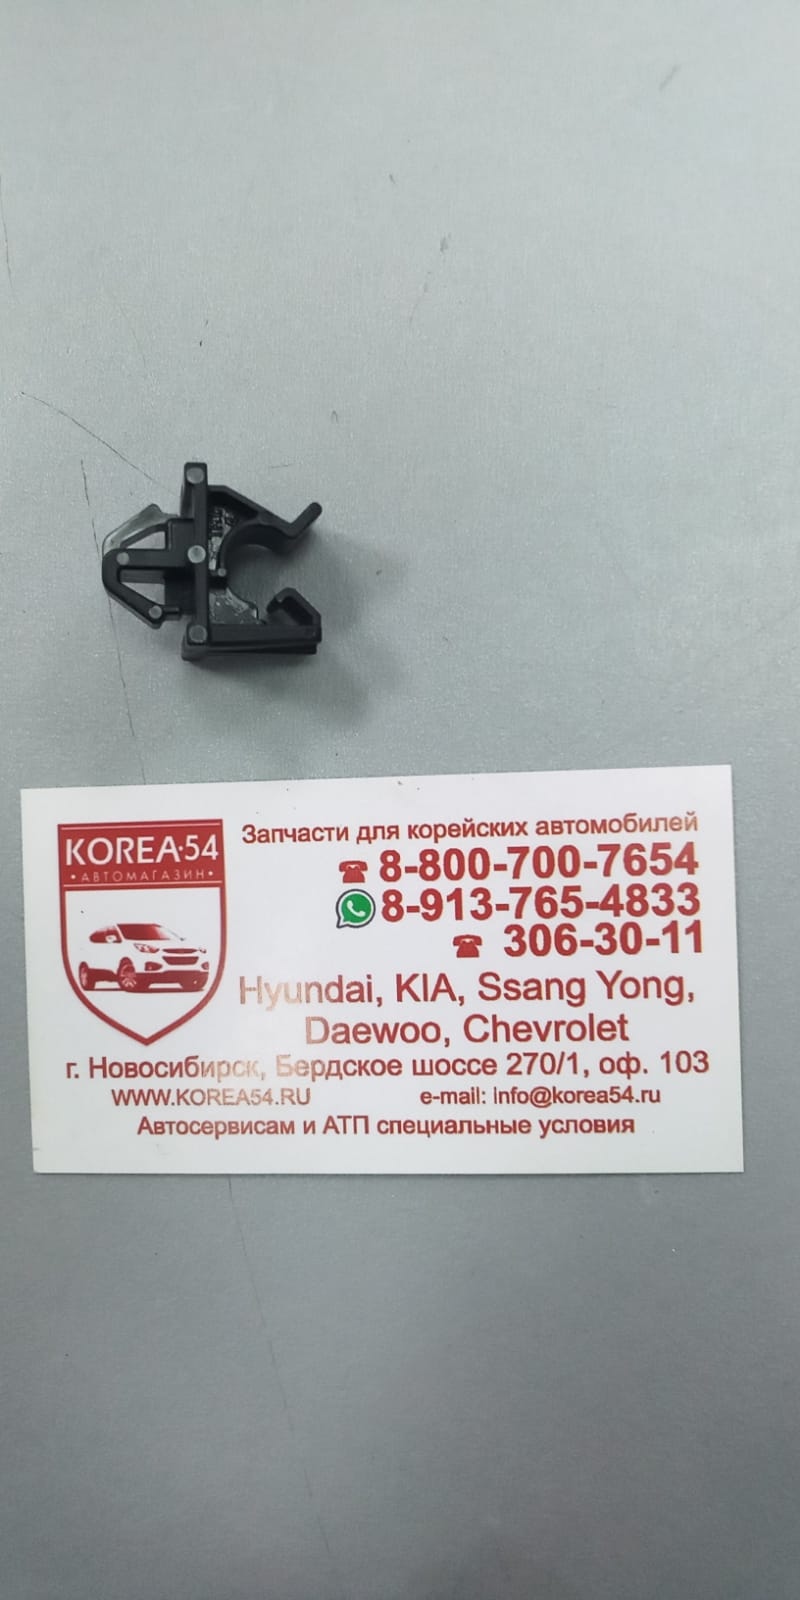 KOREA·54
•АВТОМАГАЗИН•
Запчасти для корейских автомобилей
8-800-700-7654
8-913-765-4833
306-30-11
Hyundai, KIA, Ssang Yong,
Daewoo, Chevrolet
г. Новосибирск, Бердское шоссе 270/1, оф. 103
WWW.KOREA54.RU e-mail: info@korea54.ru
Автосервисам и АТП специальные условия